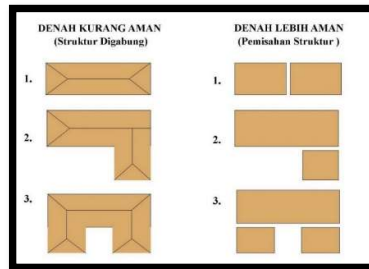 DENAH KURANG AMAN
(Struktur Digabung)
1.
2.
3.
DENAH LEBIH AMAN
(Pemisahan Struktur )
1.
2.
3.